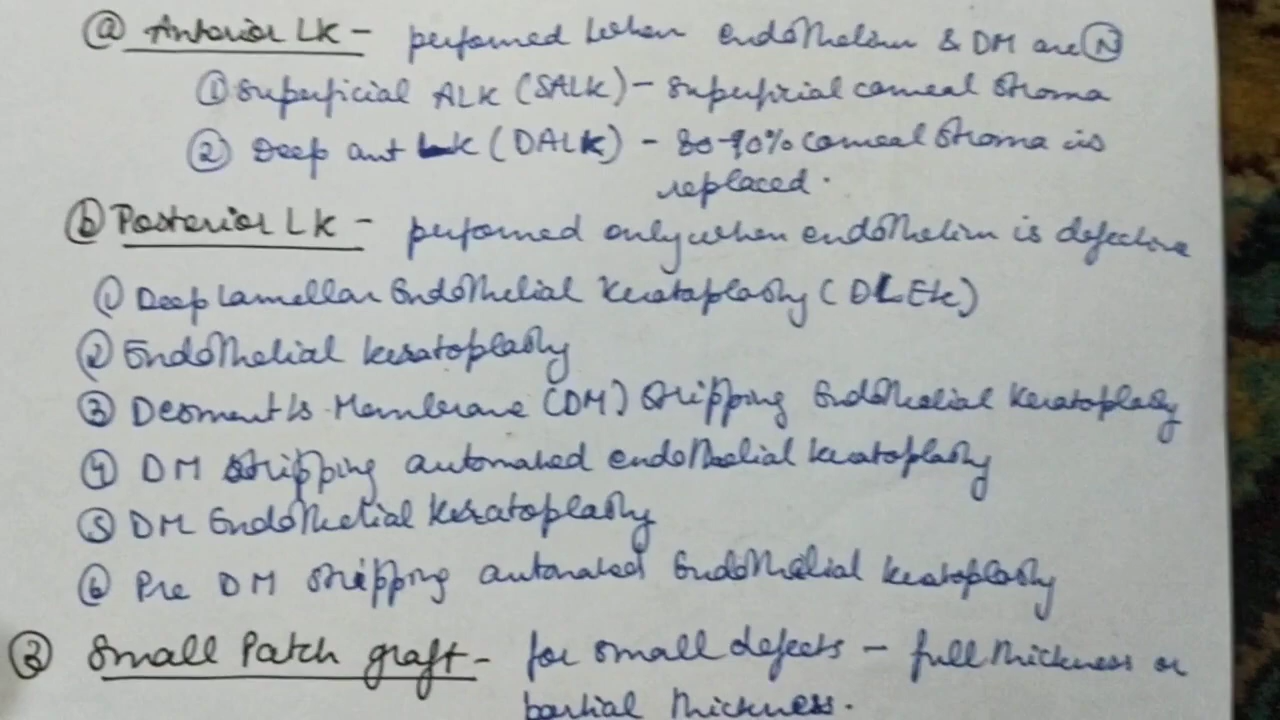 ⓐ Anterior LK - performed when endothelium & DM are Ⓝ
① Superficial ALK (SALK) - superficial corneal stroma
② Deep ant LK (DALK) - 80-90% corneal stroma is
replaced.
ⓑ Posterior LK - performed only when endothelium is defective
① Deep Lamellar Endothelial Keratoplasty (DLEK)
② Endothelial keratoplasty
③ Desment's Membrane (DM) Stripping Endothelial Keratoplasty
④ DM Stripping automated endothelial keratoplasty
⑤ DM Endothelial Keratoplasty
⑥ Pre DM stripping automated Endothelial keratoplasty
③ Small Patch graft - for small defects - full thickness or
partial thickness.